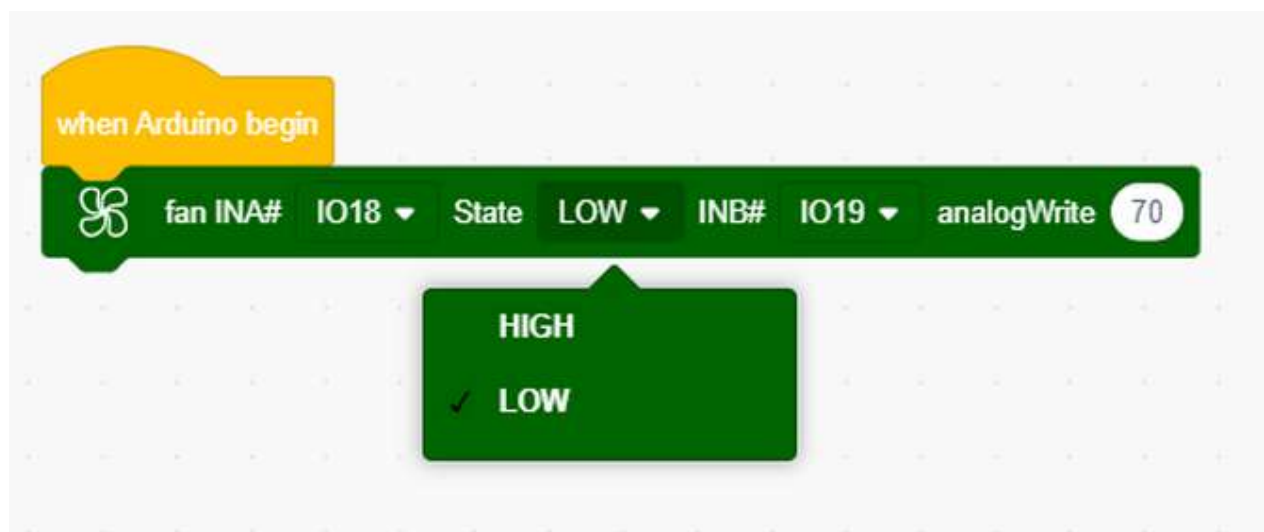 when Arduino begin
fan INA# IO18 State LOW INB# IO19 analogWrite 70
HIGH
✓ LOW